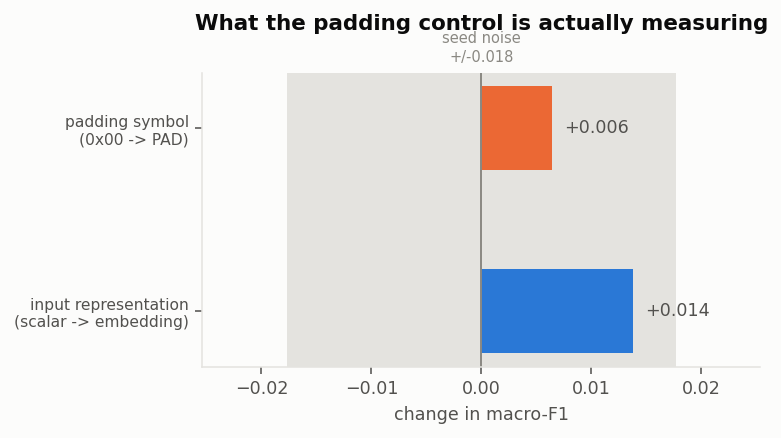 What the padding control is actually measuring
seed noise
+/-0.018
padding symbol
(0x00 -> PAD)
+0.006
input representation
(scalar -> embedding)
+0.014
−0.02
−0.01
0.00
0.01
0.02
change in macro-F1